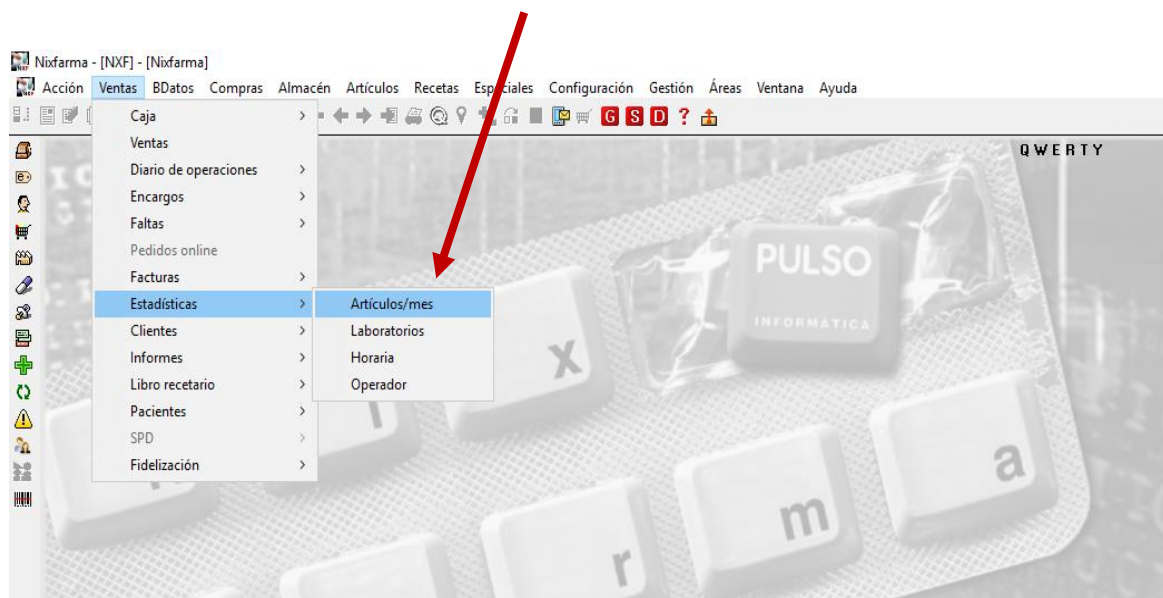 Nixfarma - [NXF] - [Nixfarma]
Acción Ventas BDatos Compras Almacén Artículos Recetas Especiales Configuración Gestión Áreas Ventana Ayuda
G S D ?
QWERTY
Caja
Ventas
Diario de operaciones
Encargos
Faltas
Pedidos online
Facturas
Estadísticas
Clientes
Informes
Libro recetario
Pacientes
SPD
Fidelización
Artículos/mes
Laboratorios
Horaria
Operador
PULSO
INFORMÁTICA
x
a
m
r